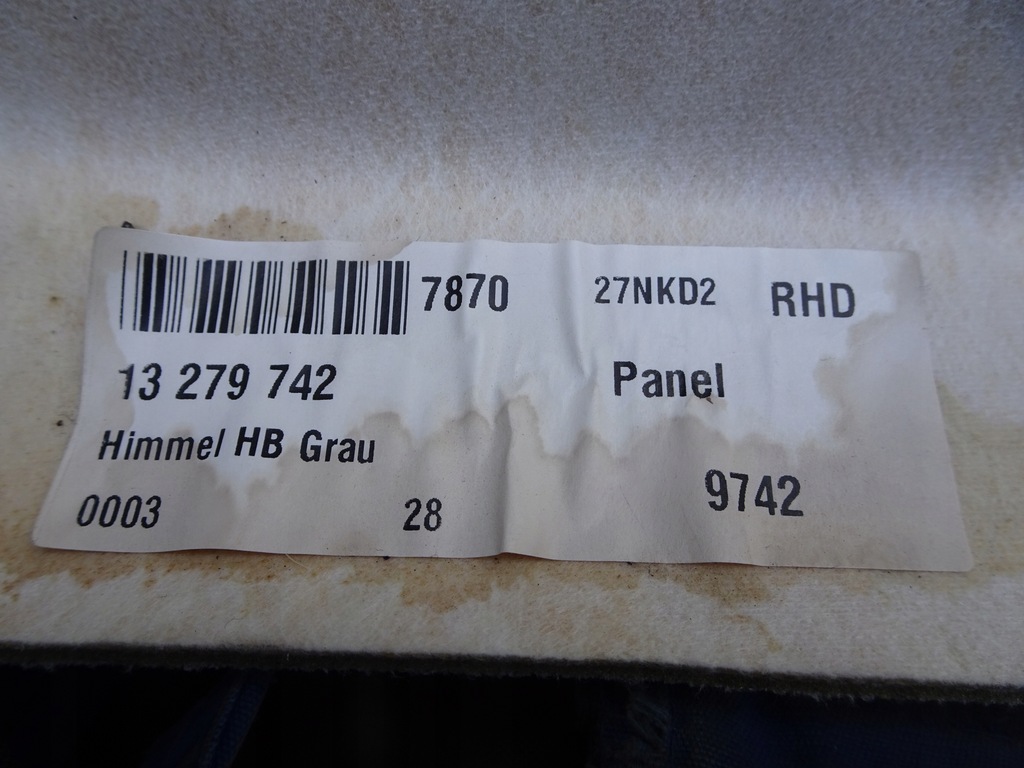 7870 27NKD2 RHD
13 279 742 Panel
Himmel HB Grau
0003 28 9742